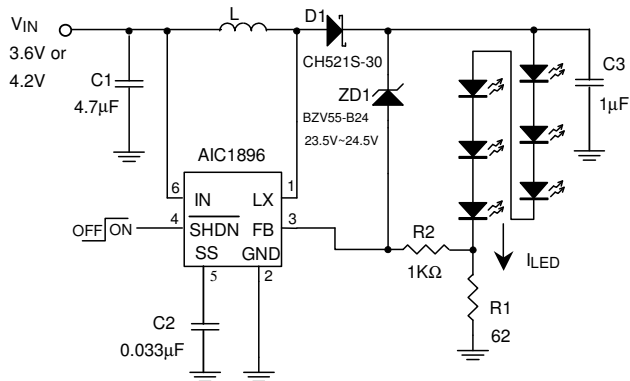 L
D1
VIN
3.6V or
4.2V
CH521S-30
C1
4.7µF
ZD1
BZV55-B24
23.5V~24.5V
C3
1µF
AIC1896
6
IN
LX
1
OFF ON
4
SHDN
FB
3
SS
GND
5
2
R2
1KΩ
ILED
R1
62
C2
0.033µF